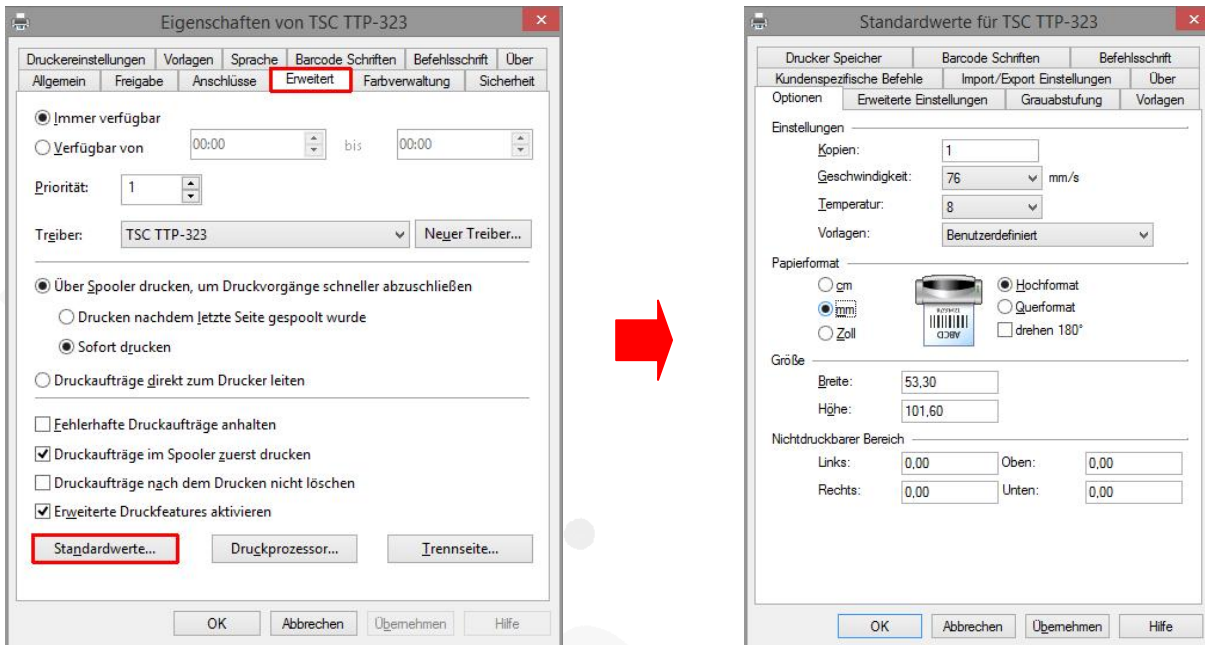 Eigenschaften von TSC TTP-323
Druckereinstellungen Vorlagen Sprache Barcode Schriften Befehlsschrift Über
Allgemein Freigabe Anschlüsse Erweitert Farbverwaltung Sicherheit
Immer verfügbar
Verfügbar von 00:00 bis 00:00
Priorität: 1
Treiber: TSC TTP-323 Neuer Treiber...
Über Spooler drucken, um Druckvorgänge schneller abzuschließen
Drucken nachdem letzte Seite gespoolt wurde
Sofort drucken
Druckaufträge direkt zum Drucker leiten
Fehlerhafte Druckaufträge anhalten
Druckaufträge im Spooler zuerst drucken
Druckaufträge nach dem Drucken nicht löschen
Erweiterte Druckfeatures aktivieren
Standardwerte... Druckprozessor... Trennseite...
OK Abbrechen Übernehmen Hilfe
Standardwerte für TSC TTP-323
Drucker Speicher Barcode Schriften Befehlsschrift
Kundenspezifische Befehle Import/Export Einstellungen Über
Optionen Erweiterte Einstellungen Grauabstufung Vorlagen
Einstellungen
Kopien: 1
Geschwindigkeit: 76 mm/s
Temperatur: 8
Vorlagen: Benutzerdefiniert
Papierformat
cm Hochformat
mm Querformat
Zoll drehen 180°
ABCD
Größe
Breite: 53,30
Höhe: 101,60
Nichtdruckbarer Bereich
Links: 0,00 Oben: 0,00
Rechts: 0,00 Unten: 0,00
OK Abbrechen Übernehmen Hilfe